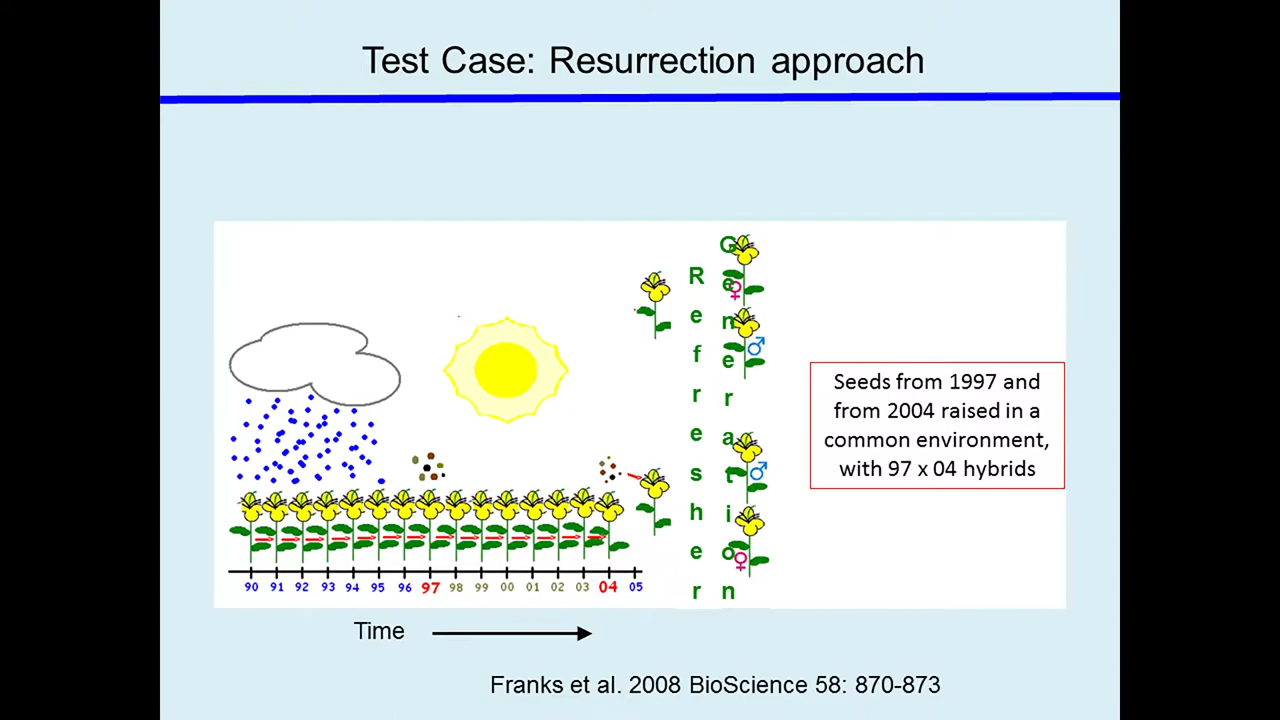 Test Case: Resurrection approach
Refresher
Generation
Seeds from 1997 and
from 2004 raised in a
common environment,
with 97 x 04 hybrids
90 91 92 93 94 95 96 97 98 99 00 01 02 03 04 05
Time
Franks et al. 2008 BioScience 58: 870-873